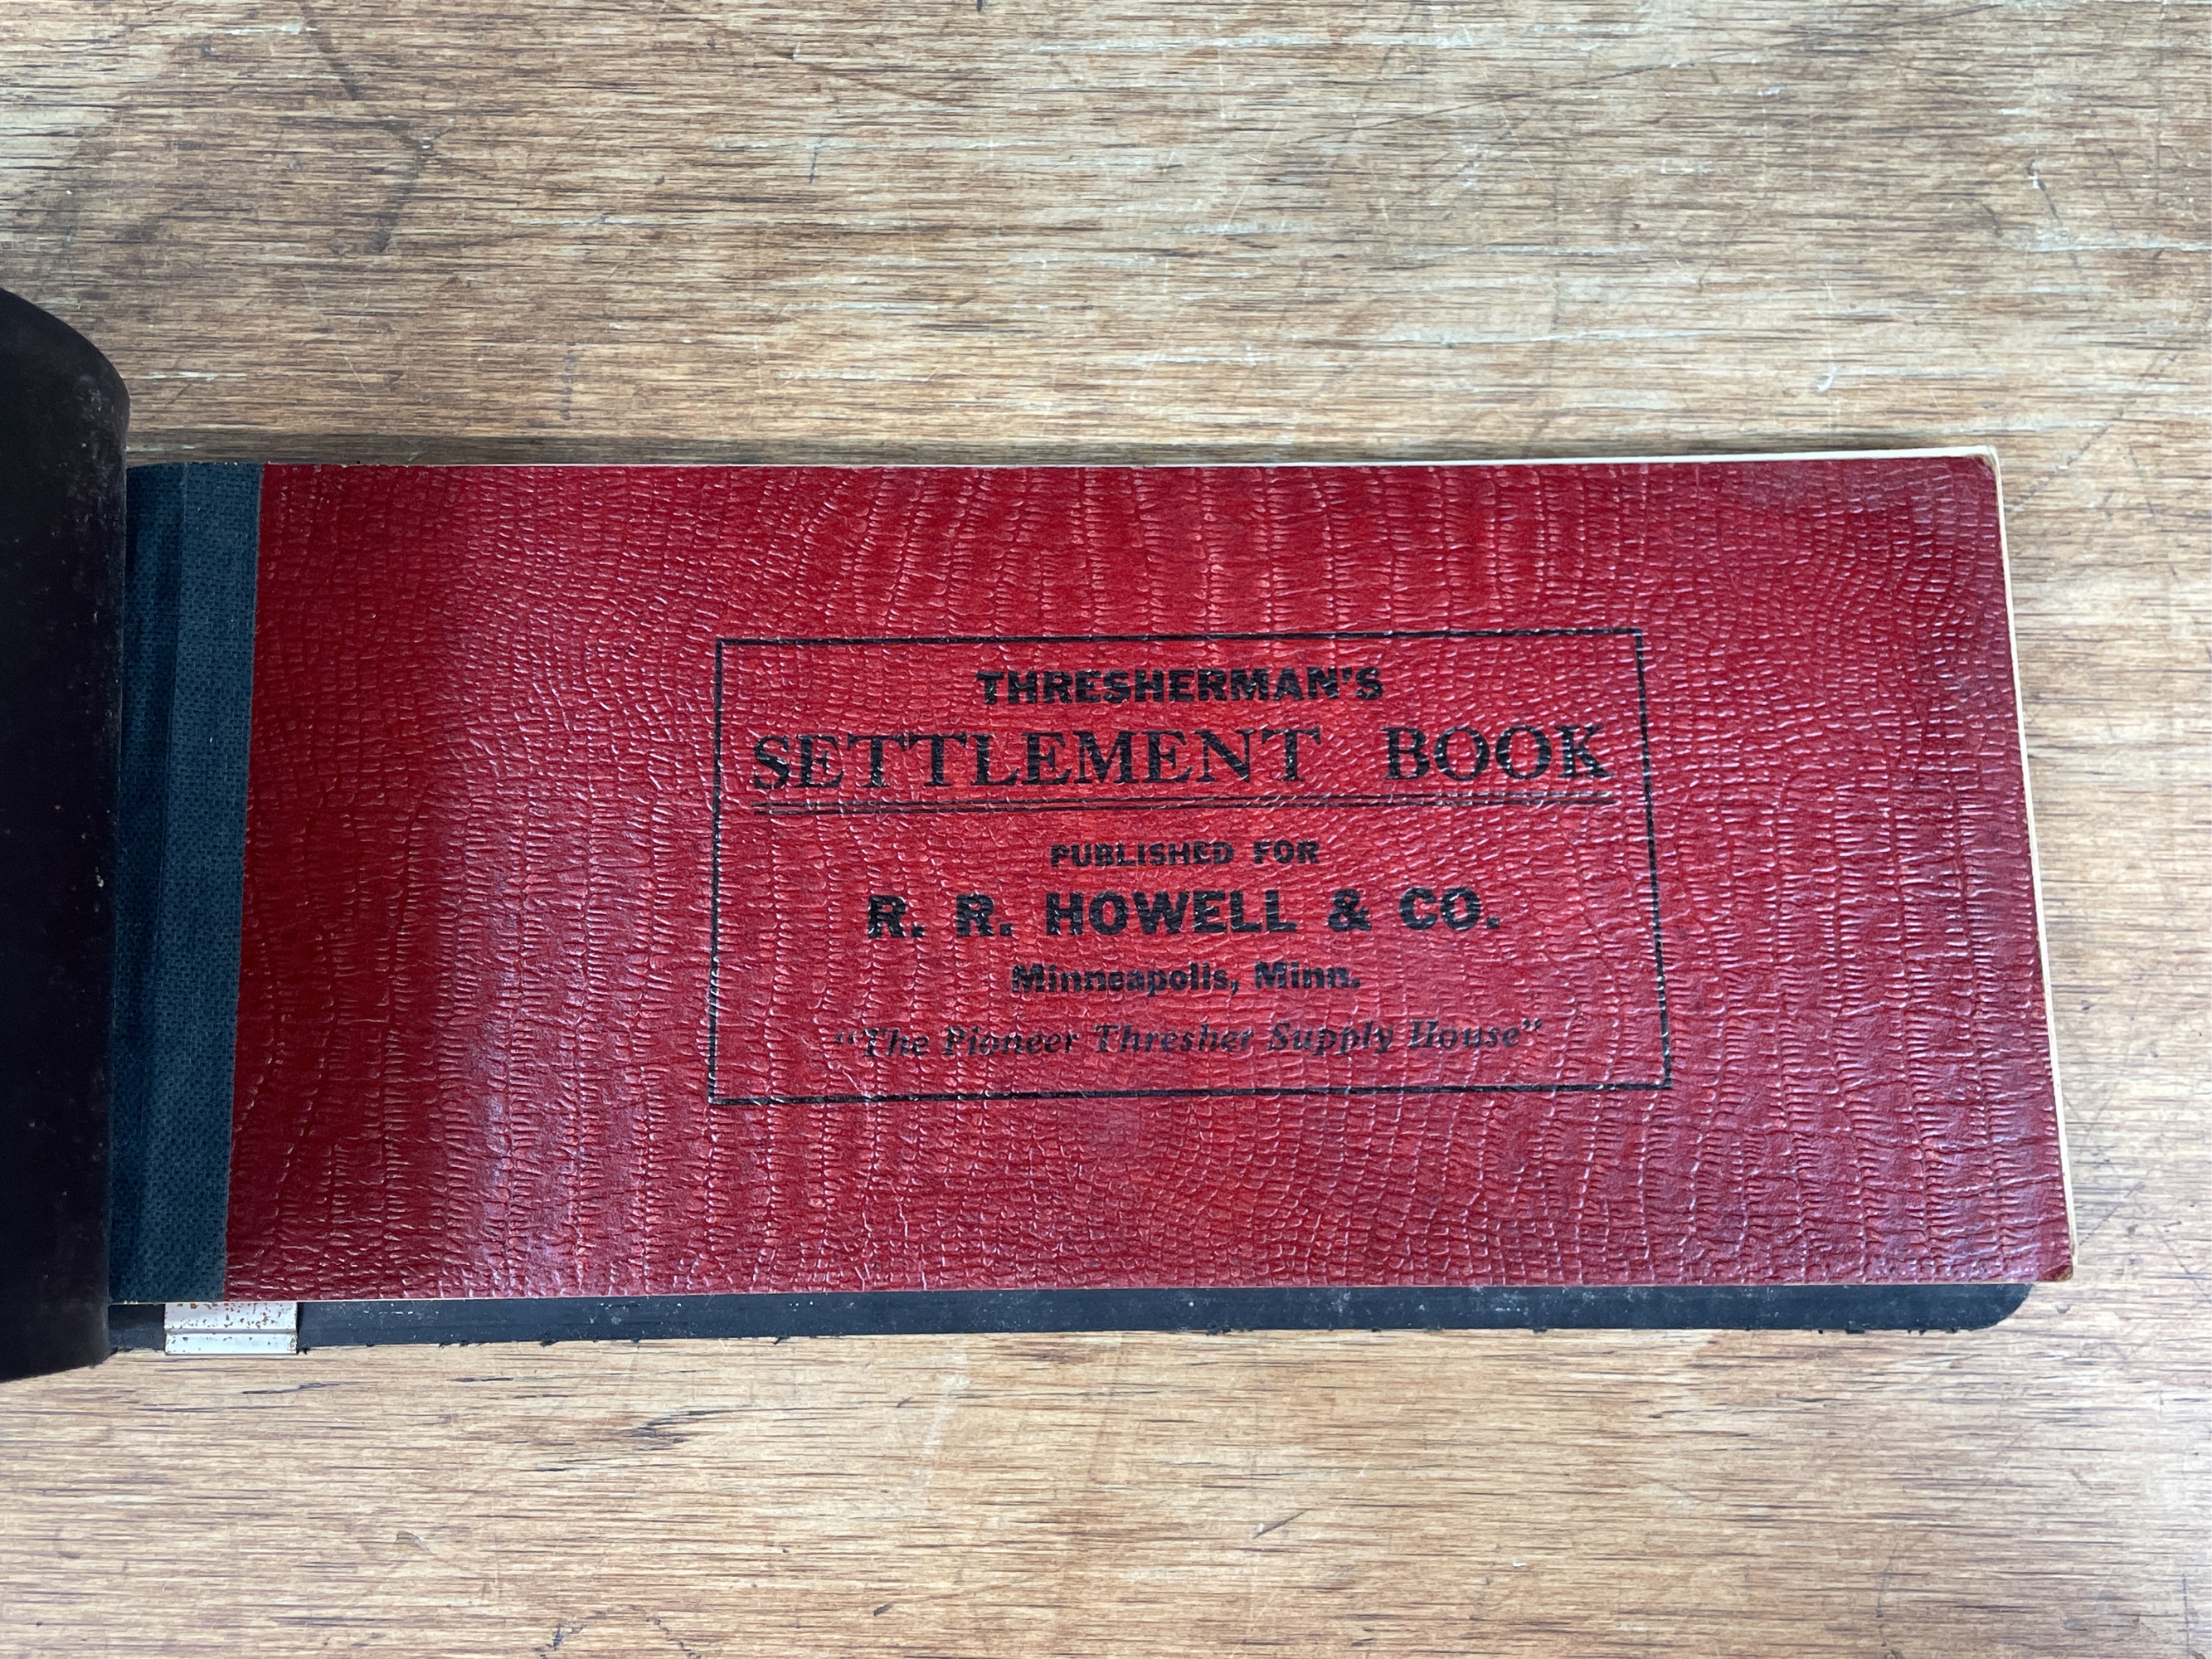 THRESHERMAN'S
SETTLEMENT BOOK
PUBLISHED FOR
R. R. HOWELL & CO.
Minneapolis, Minn.
"The Pioneer Thresher Supply House"